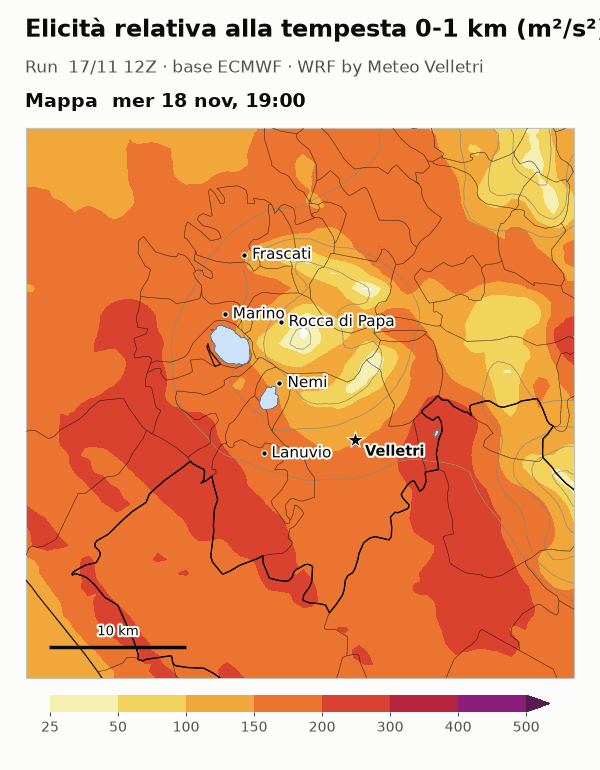 Elicità relativa alla tempesta 0-1 km (m²/s²)
Run 17/11 12Z · base ECMWF · WRF by Meteo Velletri
Mappa mer 18 nov, 19:00
Frascati
Marino
Rocca di Papa
Nemi
Velletri
Lanuvio
10 km
25 50 100 150 200 300 400 500